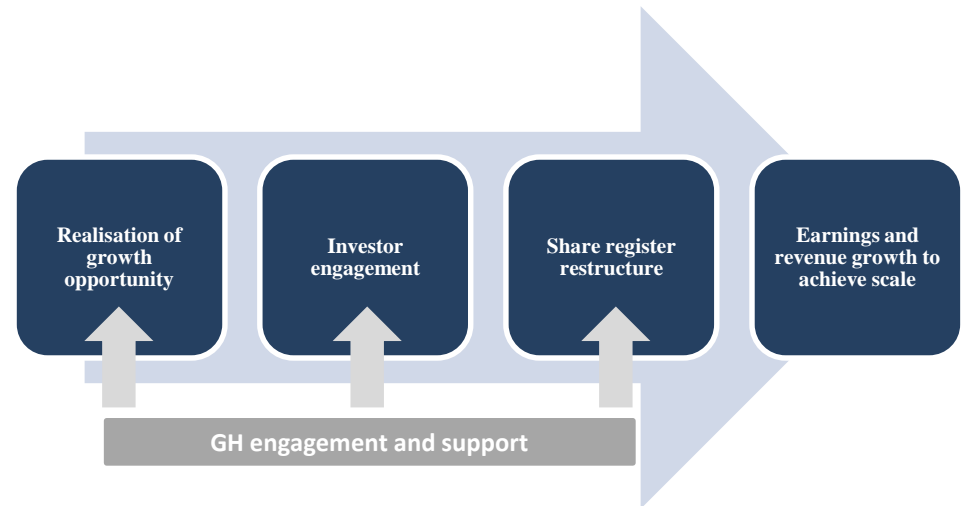 Realisation of
growth
opportunity
Investor
engagement
Share register
restructure
Earnings and
revenue growth to
achieve scale
GH engagement and support